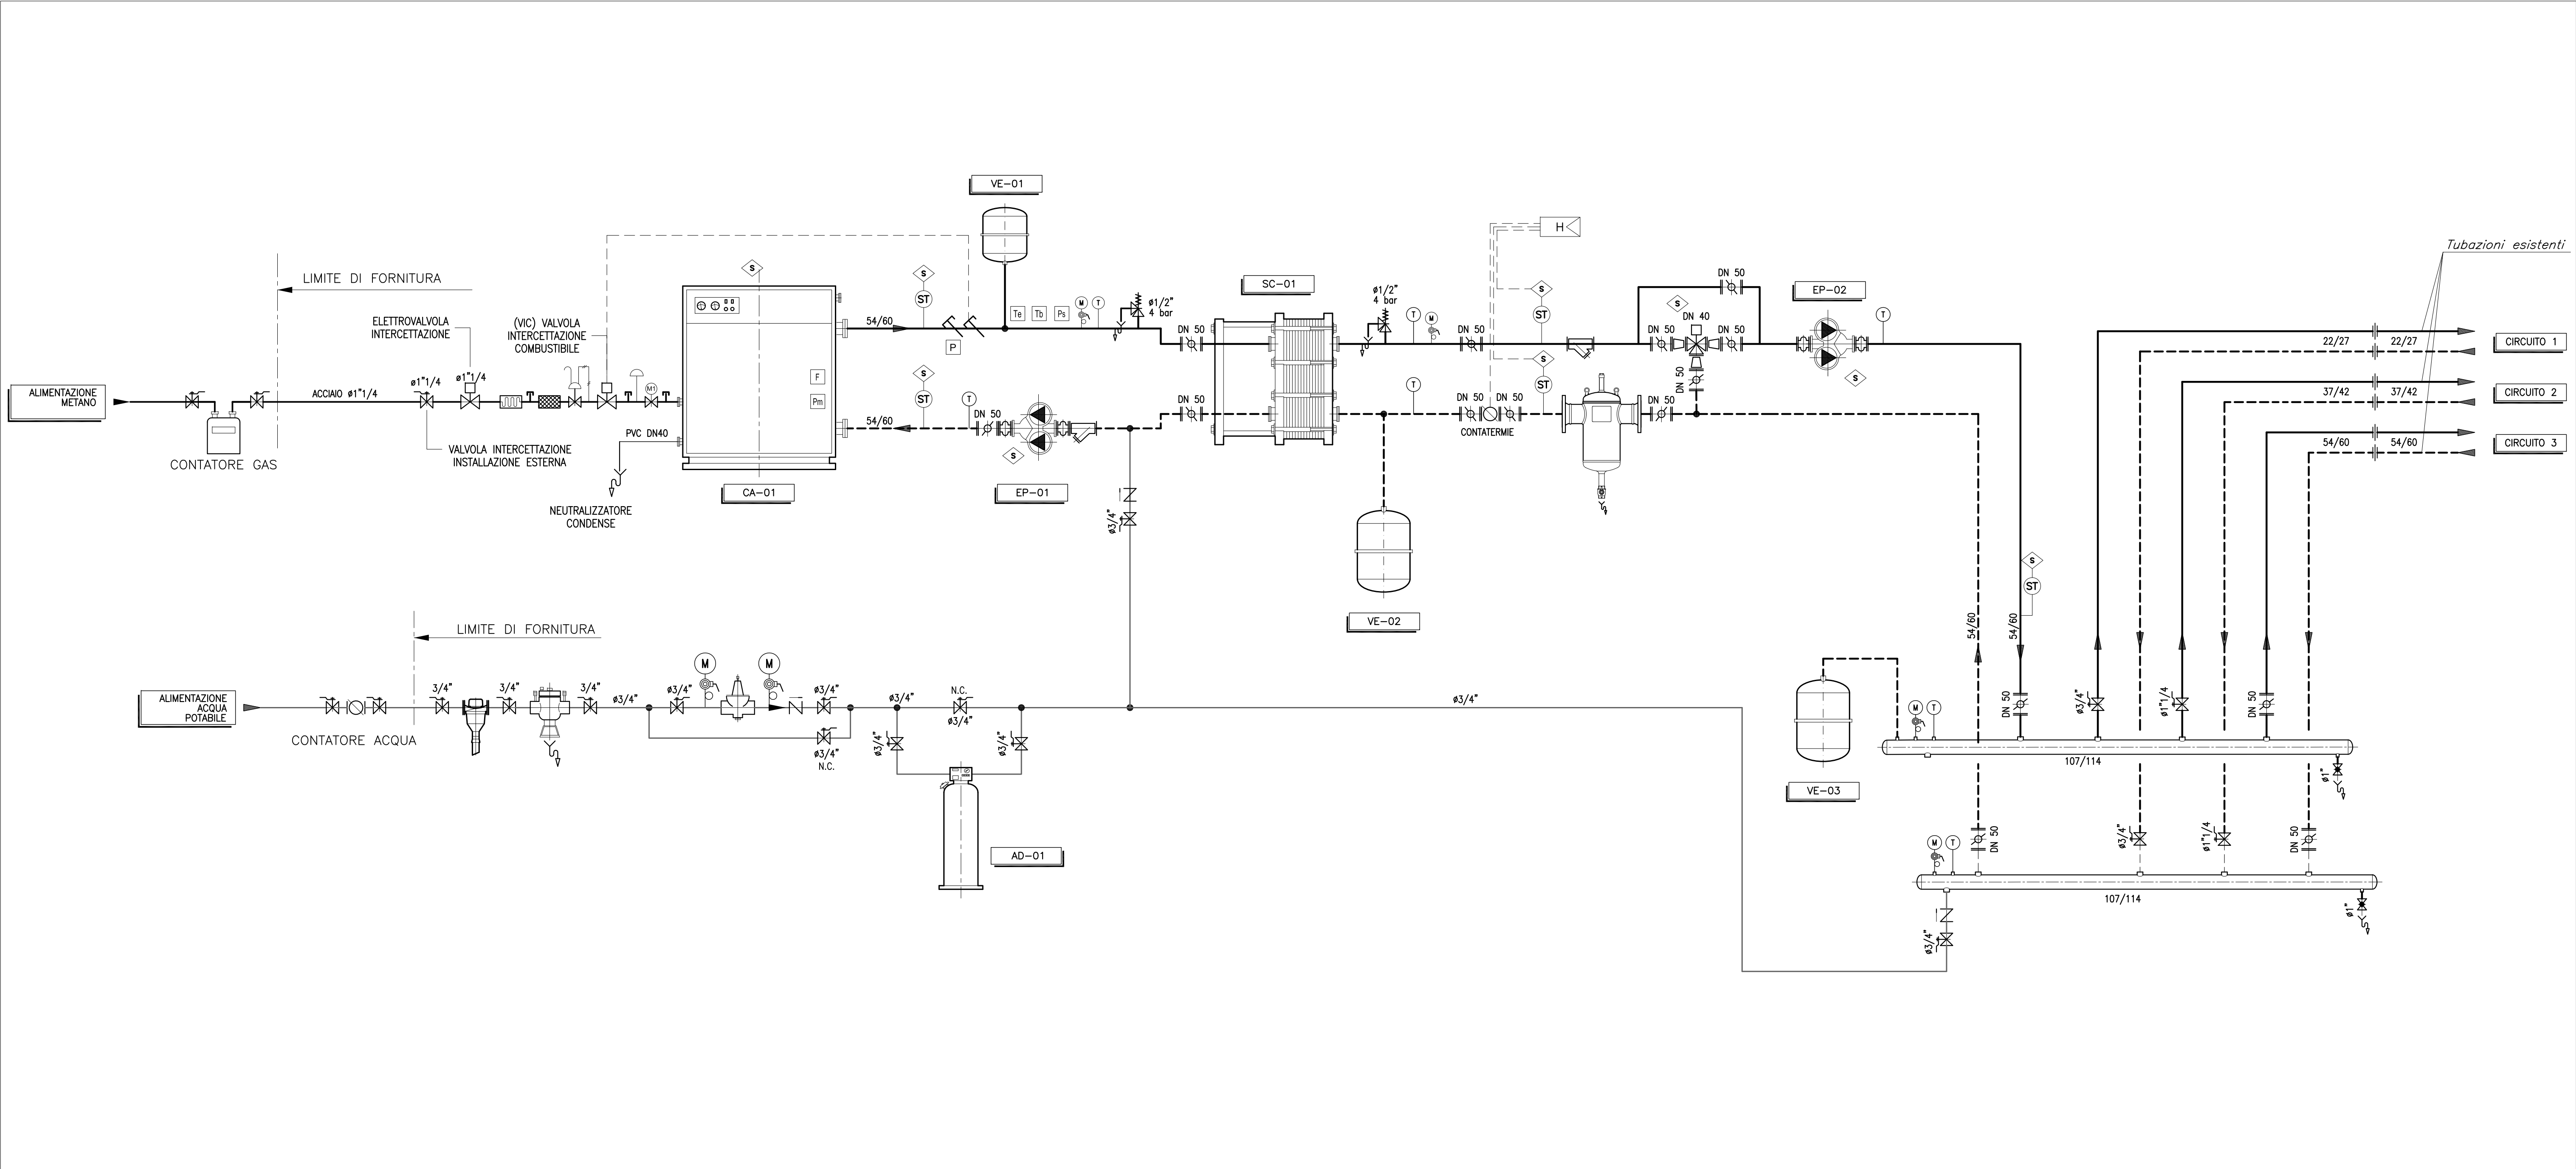 VE-01
H
Tubazioni esistenti
LIMITE DI FORNITURA
S
S
Te
Tb
Ps
M
T
ø1/2"
4 bar
SC-01
ø1/2"
4 bar
S
ST
DN 50
S
DN 40
EP-02
ELETTROVALVOLA
INTERCETTAZIONE
(VIC) VALVOLA
INTERCETTAZIONE
COMBUSTIBILE
ST
54/60
P
DN 50
T
M
DN 50
DN 50
DN 50
T
22/27
22/27
CIRCUITO 1
ALIMENTAZIONE
METANO
ACCIAIO ø1"1/4
ø1"1/4
ø1"1/4
M1
F
Pm
S
ST
54/60
T
DN 50
S
EP-01
DN 50
T
DN 50
DN 50
CONTATERMIE
S
ST
DN 50
DN 50
S
37/42
37/42
CIRCUITO 2
54/60
54/60
CIRCUITO 3
CONTATORE GAS
VALVOLA INTERCETTAZIONE
INSTALLAZIONE ESTERNA
PVC DN40
NEUTRALIZZATORE
CONDENSE
CA-01
ø3/4"
VE-02
S
ST
54/60
54/60
LIMITE DI FORNITURA
ALIMENTAZIONE
ACQUA
POTABILE
CONTATORE ACQUA
3/4"
3/4"
3/4"
ø3/4"
ø3/4"
M
M
ø3/4"
ø3/4"
N.C.
ø3/4"
N.C.
ø3/4"
ø3/4"
ø3/4"
ø3/4"
AD-01
VE-03
M
T
DN 50
ø3/4"
ø1"1/4
DN 50
107/114
ø1"
M
T
DN 50
ø3/4"
ø1"1/4
DN 50
107/114
ø1"
ø3/4"